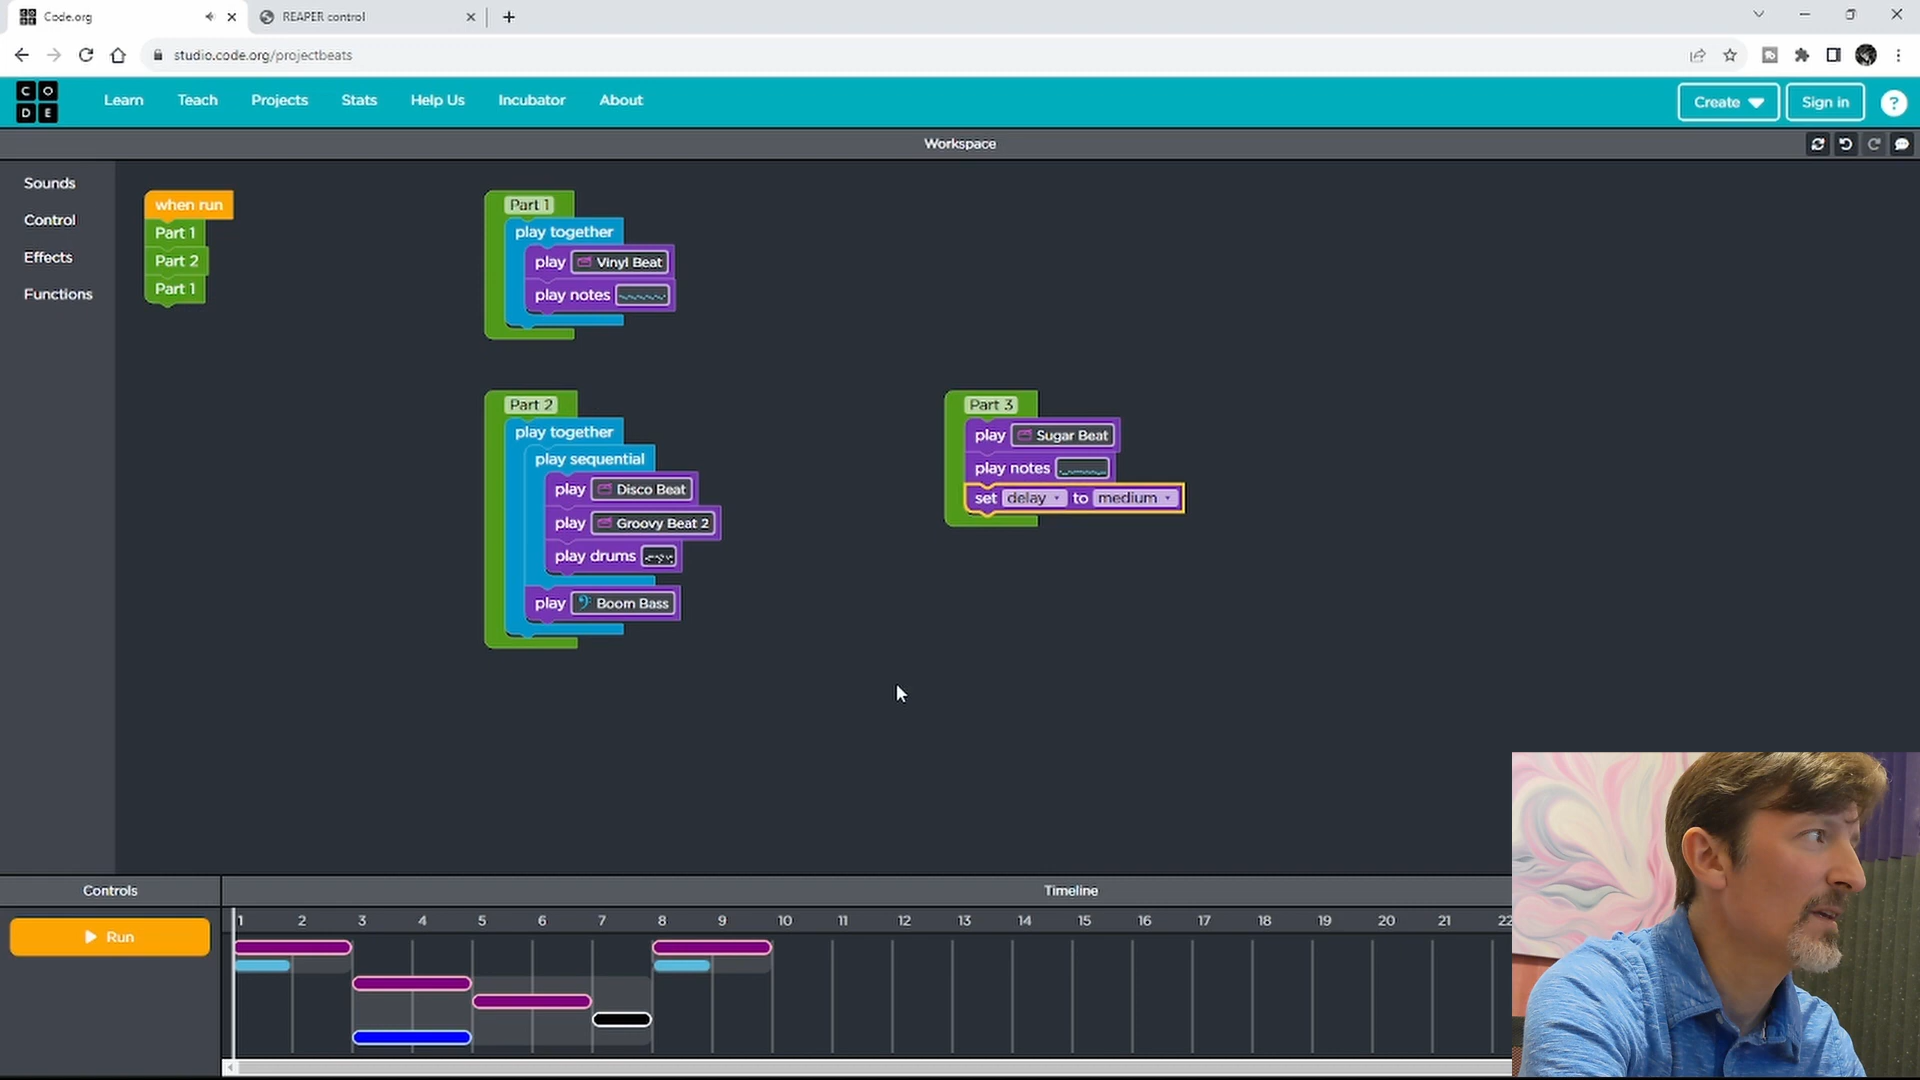 Code.org
REAPER control
studio.code.org/projectbeats
C O
D E
Learn
Teach
Projects
Stats
Help Us
Incubator
About
Create
Sign in
?
Workspace
Sounds
Control
Effects
Functions
when run
Part 1
Part 2
Part 1
Part 1
play together
play Vinyl Beat
play notes
Part 2
play together
play sequential
play Disco Beat
play Groovy Beat 2
play drums
play Boom Bass
Part 3
play Sugar Beat
play notes
set delay to medium
Controls
Timeline
Run
1 2 3 4 5 6 7 8 9 10 11 12 13 14 15 16 17 18 19 20 21 22